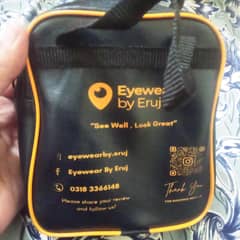 Eyewear
by Eruj
"See Well , Look Great"
eyewearby.eruj
Eyewear By Eruj
0318 3366148
Please share your review
and follow us!
Thank You